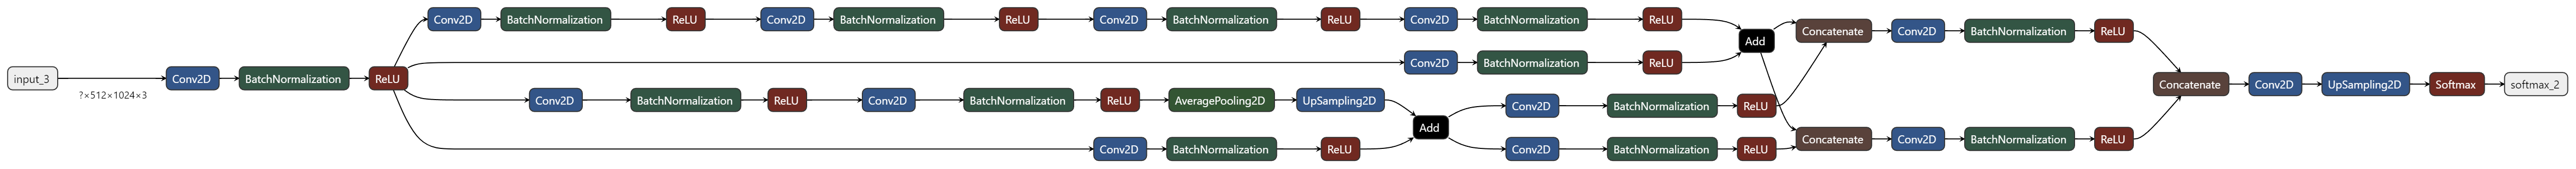 Conv2D BatchNormalization ReLU Conv2D BatchNormalization ReLU Conv2D BatchNormalization ReLU Conv2D BatchNormalization ReLU
Concatenate Conv2D BatchNormalization ReLU
Add
Conv2D BatchNormalization ReLU
input_3 Conv2D BatchNormalization ReLU
?×512×1024×3
Concatenate Conv2D UpSampling2D Softmax softmax_2
Conv2D BatchNormalization ReLU Conv2D BatchNormalization ReLU AveragePooling2D UpSampling2D
Conv2D BatchNormalization ReLU
Add
Concatenate Conv2D BatchNormalization ReLU
Conv2D BatchNormalization ReLU
Conv2D BatchNormalization ReLU